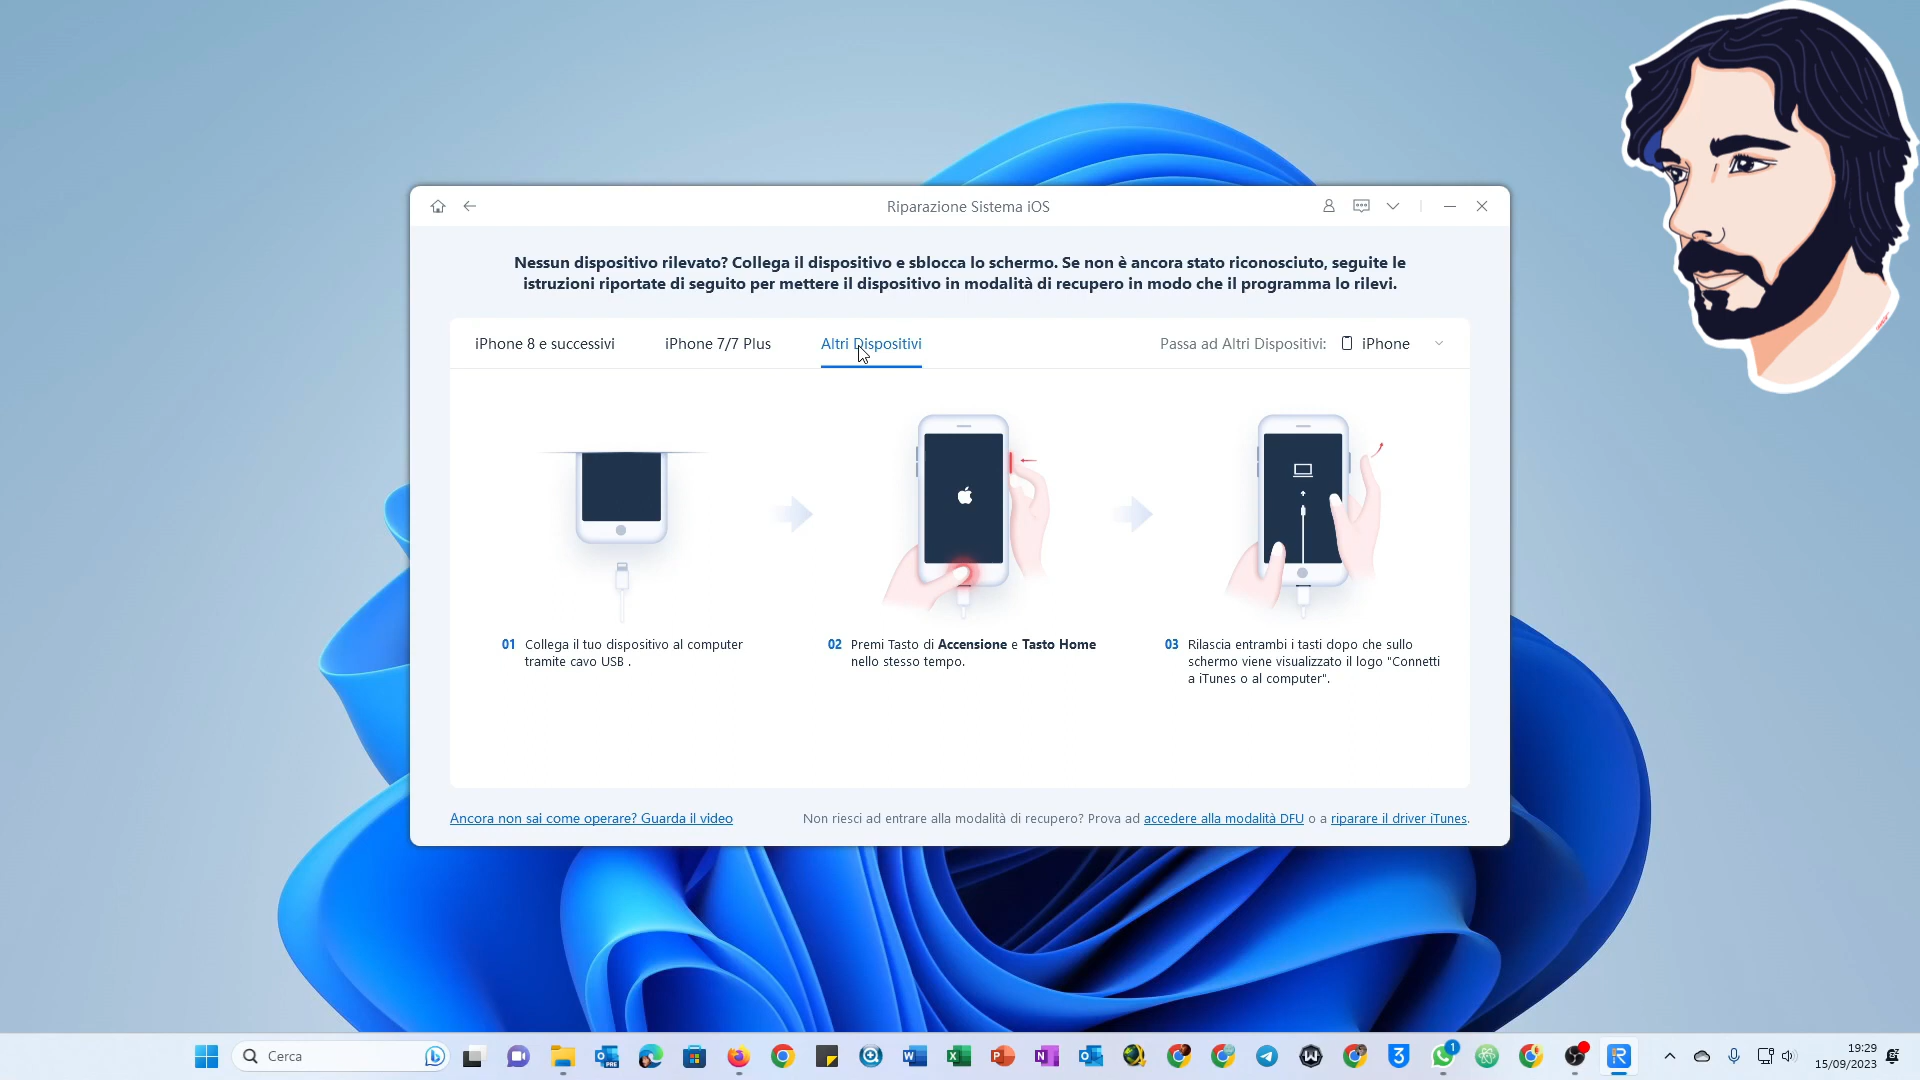 Riparazione Sistema iOS
Nessun dispositivo rilevato? Collega il dispositivo e sblocca lo schermo. Se non è ancora stato riconosciuto, seguite le
istruzioni riportate di seguito per mettere il dispositivo in modalità di recupero in modo che il programma lo rilevi.
iPhone 8 e successivi
iPhone 7/7 Plus
Altri Dispositivi
Passa ad Altri Dispositivi: iPhone
01 Collega il tuo dispositivo al computer
tramite cavo USB .
02 Premi Tasto di Accensione e Tasto Home
nello stesso tempo.
03 Rilascia entrambi i tasti dopo che sullo
schermo viene visualizzato il logo "Connetti
a iTunes o al computer".
Ancora non sai come operare? Guarda il video
Non riesci ad entrare alla modalità di recupero? Prova ad accedere alla modalità DFU o a riparare il driver iTunes.
Cerca
1
19:29
15/09/2023